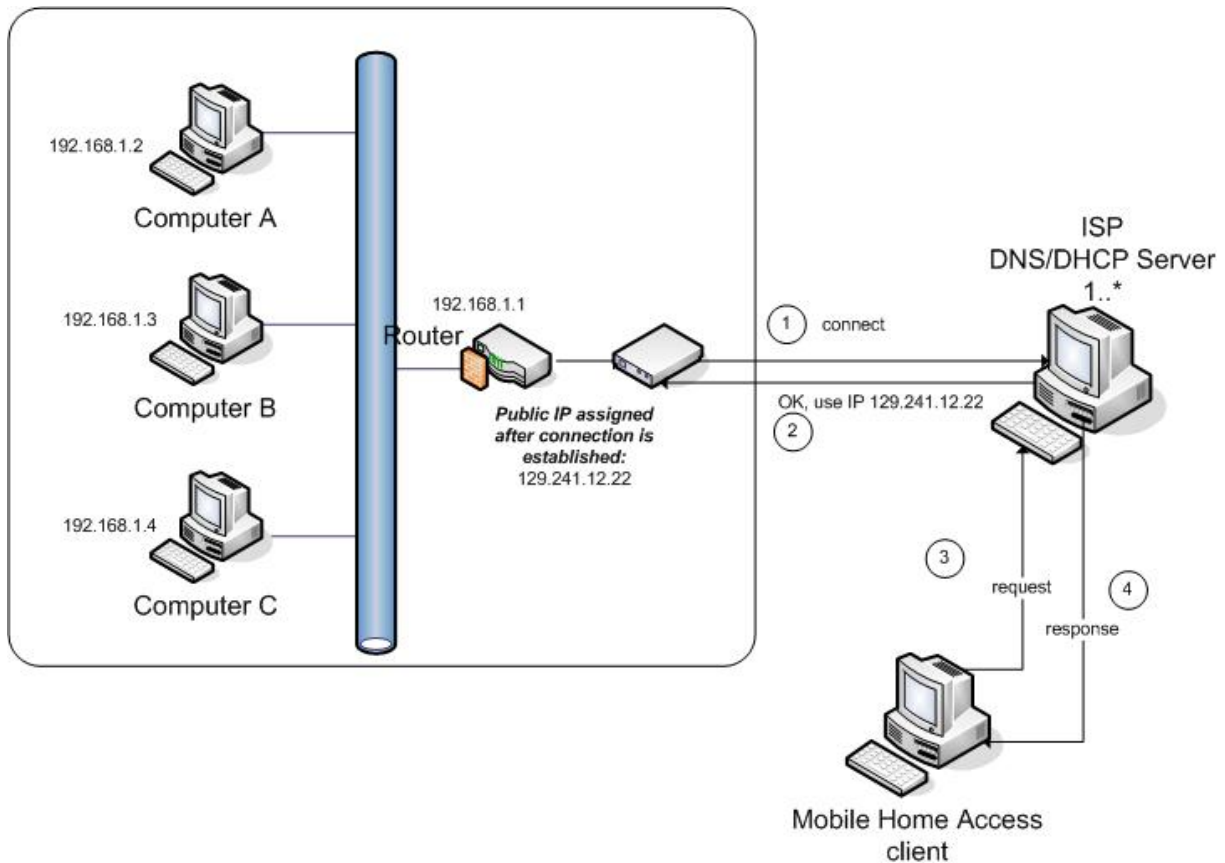 192.168.1.2
Computer A
192.168.1.3
Computer B
192.168.1.4
Computer C
192.168.1.1
Router
Public IP assigned
after connection is
established:
129.241.12.22
1 connect
OK, use IP 129.241.12.22
2
ISP
DNS/DHCP Server
1..*
3
request
4
response
Mobile Home Access
client